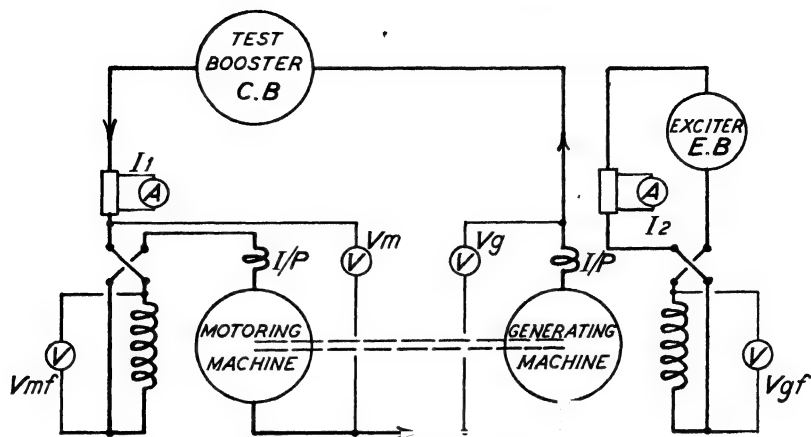 TEST
BOOSTER
C.B
EXCITER
E.B
I1
A
A
I2
Vm
Vg
I/P
I/P
V
V
MOTORING
MACHINE
GENERATING
MACHINE
V
V
Vmf
Vgf